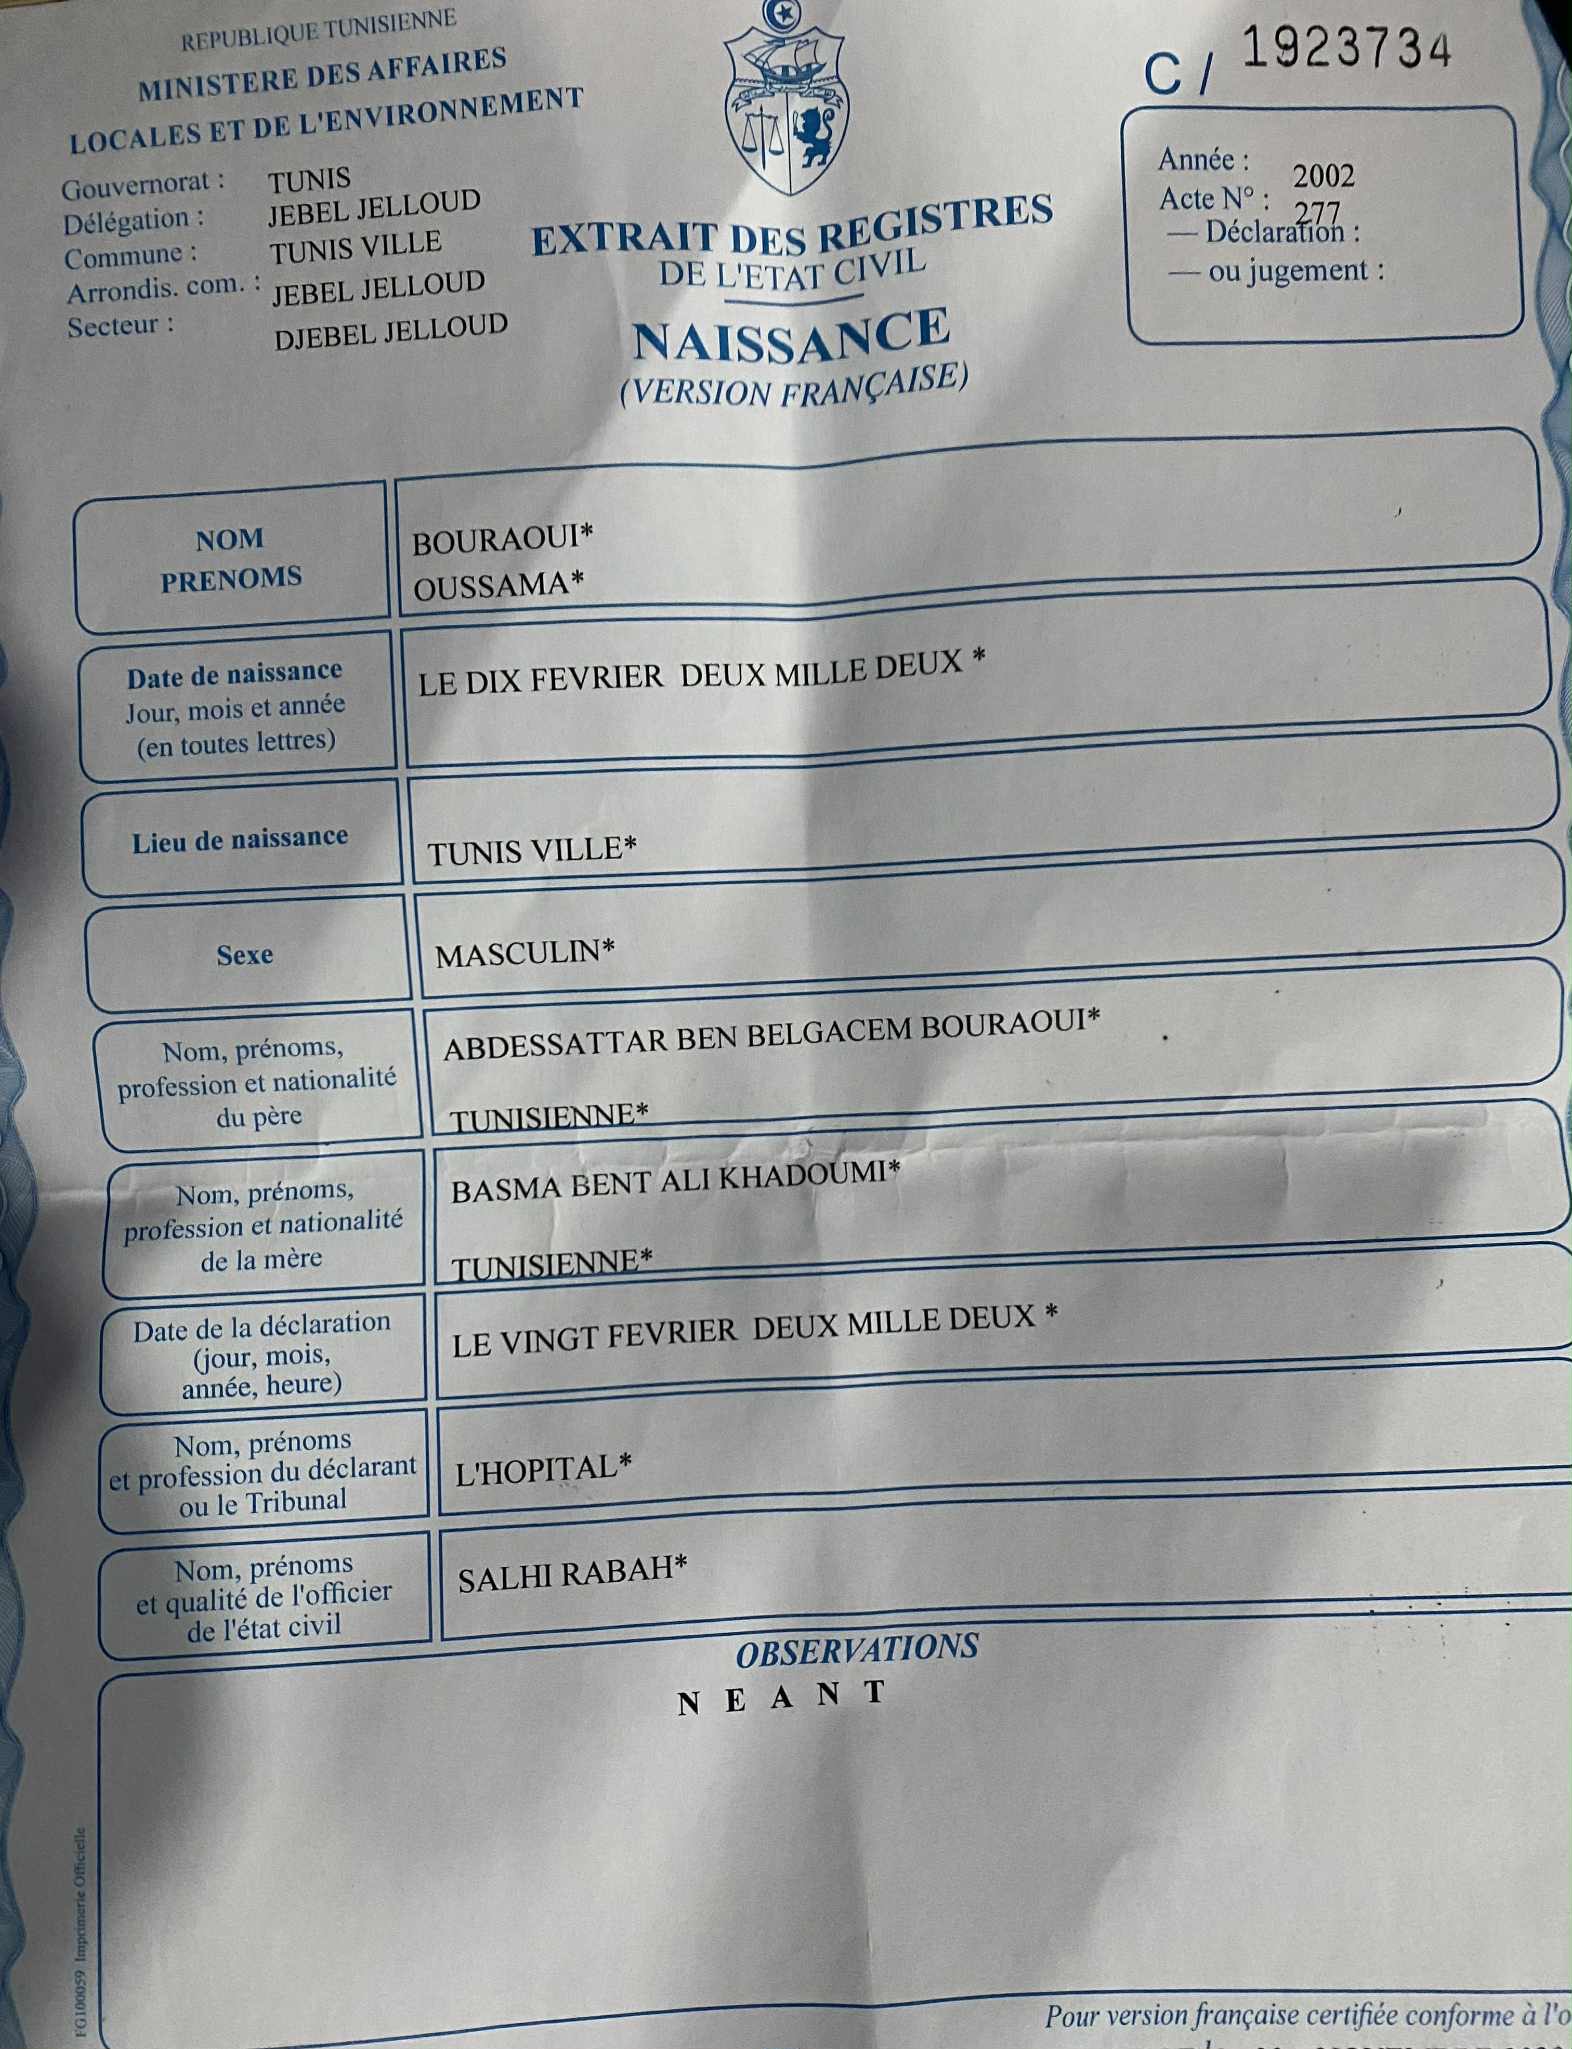 REPUBLIQUE TUNISIENNE
MINISTERE DES AFFAIRES
LOCALES ET DE L'ENVIRONNEMENT
Gouvernorat : TUNIS
Délégation : JEBEL JELLOUD
Commune : TUNIS VILLE
Arrondis. com. : JEBEL JELLOUD
Secteur : DJEBEL JELLOUD
EXTRAIT DES REGISTRES
DE L'ETAT CIVIL
NAISSANCE
(VERSION FRANÇAISE)
C / 1923734
Année : 2002
Acte N° : 277
— Déclaration :
— ou jugement :
NOM BOURAOUI*
PRENOMS OUSSAMA*
Date de naissance
Jour, mois et année
(en toutes lettres)
LE DIX FEVRIER DEUX MILLE DEUX *
Lieu de naissance
TUNIS VILLE*
Sexe
MASCULIN*
Nom, prénoms,
profession et nationalité
du père
ABDESSATTAR BEN BELGACEM BOURAOUI*
TUNISIENNE*
Nom, prénoms,
profession et nationalité
de la mère
BASMA BENT ALI KHADOUMI*
TUNISIENNE*
Date de la déclaration
(jour, mois,
année, heure)
LE VINGT FEVRIER DEUX MILLE DEUX *
Nom, prénoms
et profession du déclarant
ou le Tribunal
L'HOPITAL*
Nom, prénoms
et qualité de l'officier
de l'état civil
SALHI RABAH*
OBSERVATIONS
N E A N T
FG100059 Imprimerie Officielle
Pour version française certifiée conforme à l'o